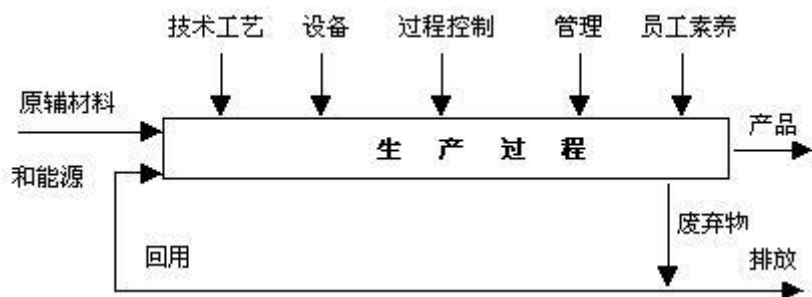 技术工艺 设备 过程控制 管理 员工素养
原辅材料
产品
生 产 过 程
和能源
废弃物
回用
排放